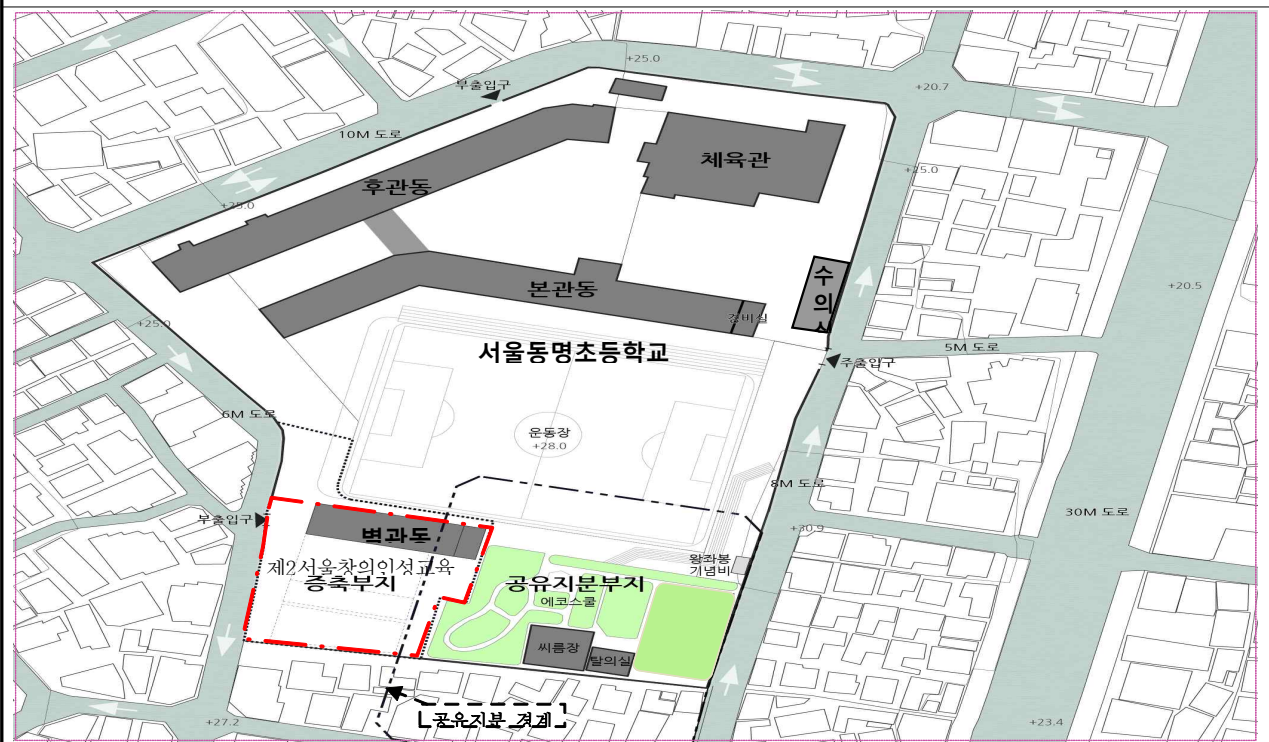 +25.0
부출입구
+20.7
10M 도로
체육관
+25.0
후관동
+25.0
수
의
+20.5
본관동
경비실
+25.0
서울동명초등학교
5M 도로
주출입구
6M 도로
운동장
+28.0
8M 도로
30M 도로
부출입구
+30.9
별관동
왕좌봉
기념비
제2서울창의인성교육
증축부지
공유지분부지
에코스쿨
씨름장
탈의실
공유지분 경계
+27.2
+23.4